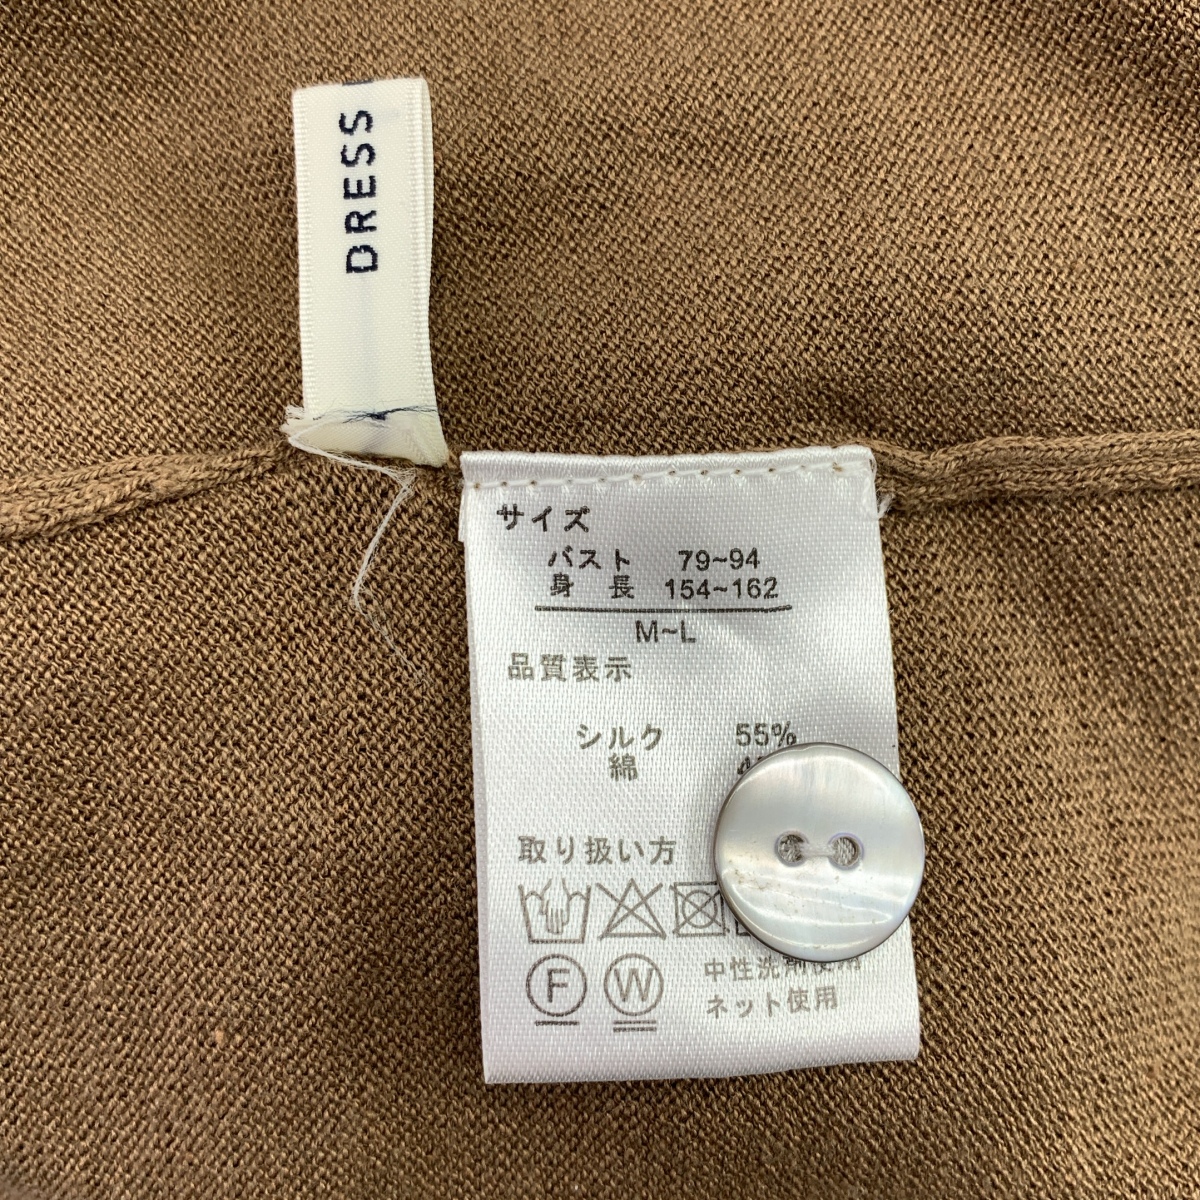 DRESS
サイズ
バスト 79~94
身長 154~162
M~L
品質表示
シルク 55%
綿
取り扱い方
F W
中性洗剤使用
ネット使用